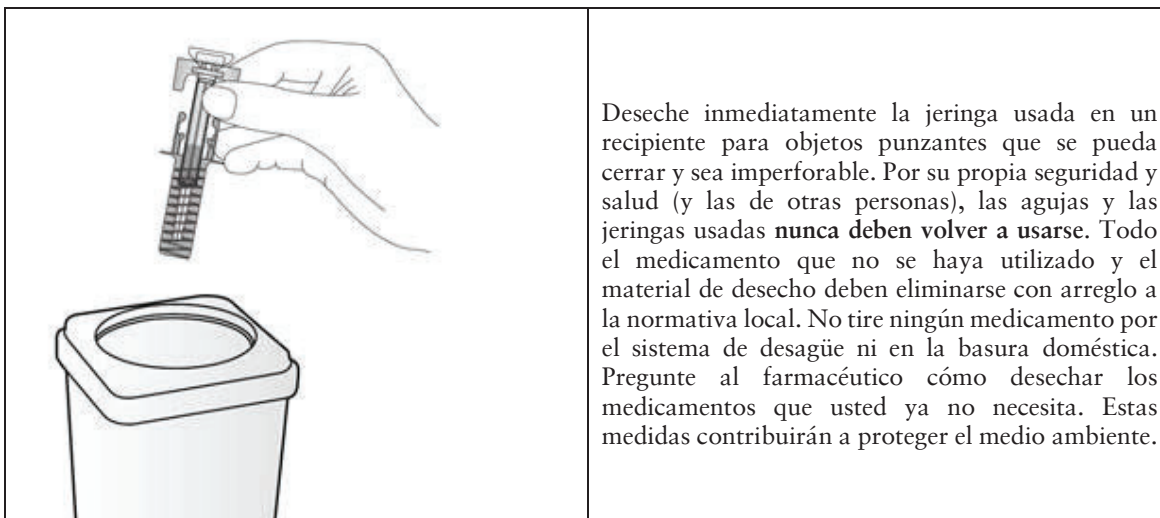 Deseche inmediatamente la jeringa usada en un
recipiente para objetos punzantes que se pueda
cerrar y sea imperforable. Por su propia seguridad y
salud (y las de otras personas), las agujas y las
jeringas usadas nunca deben volver a usarse. Todo
el medicamento que no se haya utilizado y el
material de desecho deben eliminarse con arreglo a
la normativa local. No tire ningún medicamento por
el sistema de desagüe ni en la basura doméstica.
Pregunte al farmacéutico cómo desechar los
medicamentos que usted ya no necesita. Estas
medidas contribuirán a proteger el medio ambiente.